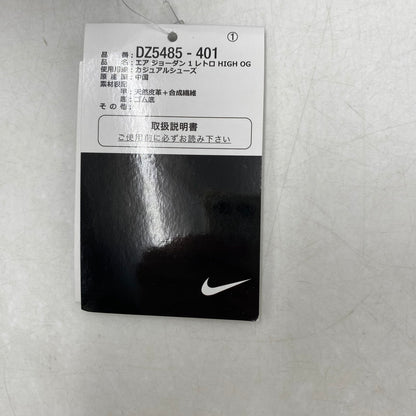 ①
品番:DZ5485 - 401
品名:エア ジョーダン 1 レトロ HIGH OG
使用用途:カジュアルシューズ
原産国:中国
素材表記:
甲:天然皮革+合成繊維
底:ゴム底
その他:
取扱説明書
ご使用前に必ずお読み下さい